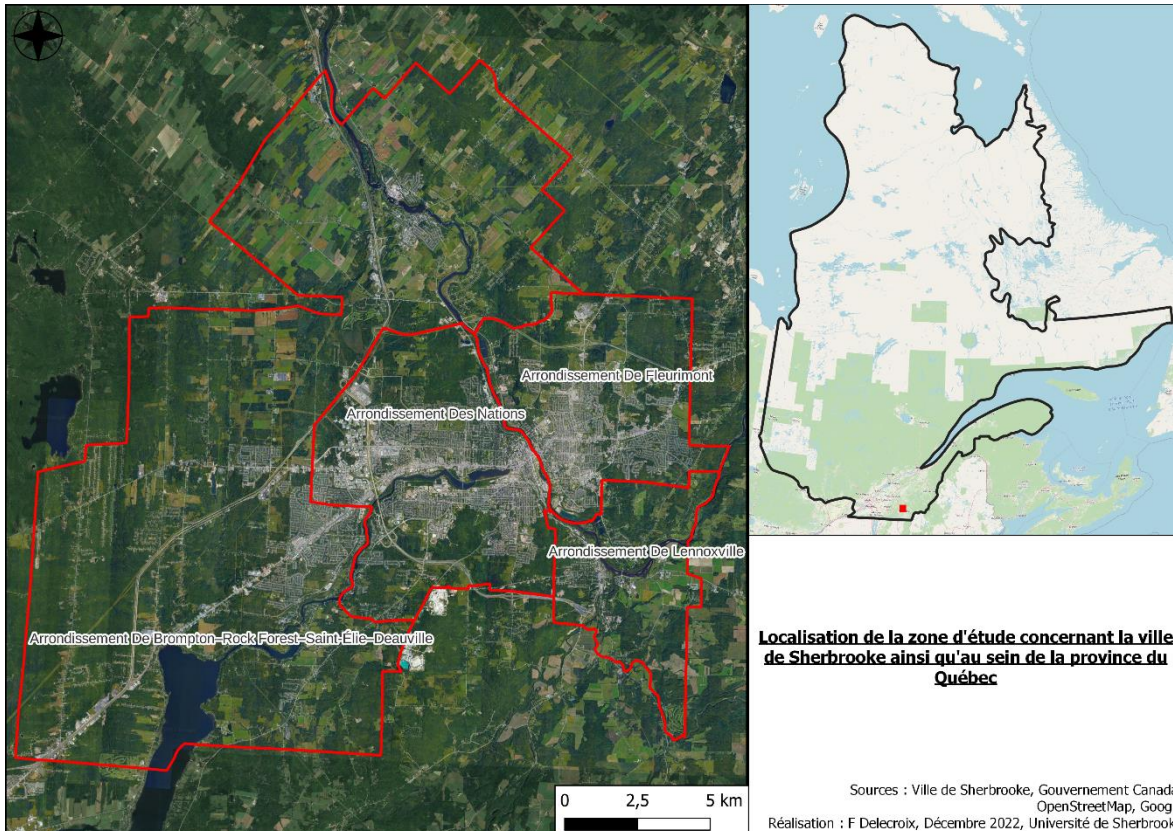 Arrondissement De Fleurimont
Arrondissement Des Nations
Arrondissement De Lennoxville
Arrondissement De Brompton–Rock Forest–Saint-Élie–Deauville
0 2,5 5 km
Localisation de la zone d'étude concernant la ville
de Sherbrooke ainsi qu'au sein de la province du
Québec
Sources : Ville de Sherbrooke, Gouvernement Canada
OpenStreetMap, Goog
Réalisation : F Delecroix, Décembre 2022, Université de Sherbrook